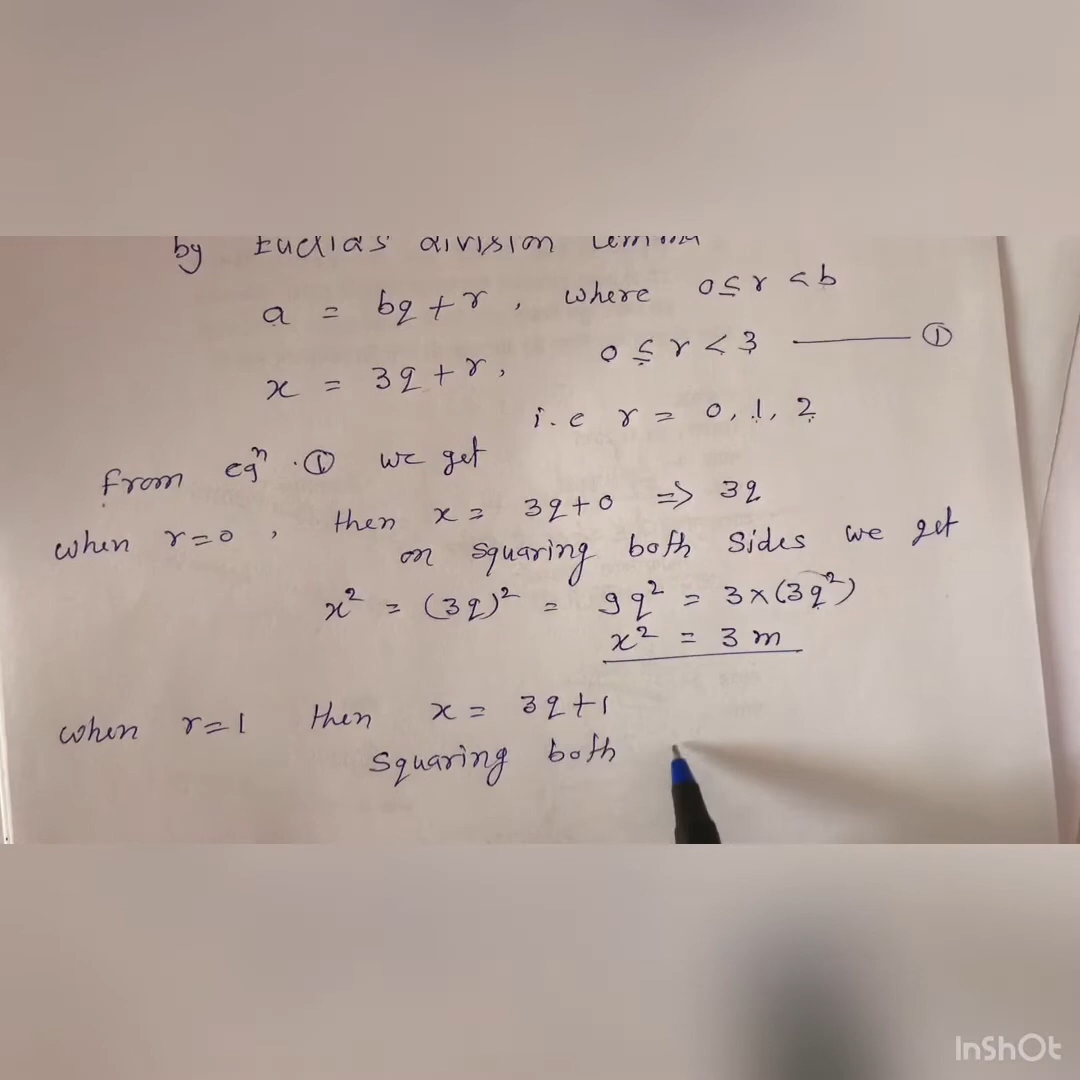 by Euclids' division lemma
a = bq + r , where 0 ≤ r < b
x = 3q + r, 0 ≤ r < 3 ——— ①
i.e r = 0, 1, 2
from eqⁿ ·① we get
when r = 0 , then x = 3q + 0 => 3q
on squaring both sides we get
x² = (3q)² = 9q² = 3 × (3q²)
x² = 3m
when r = 1 then x = 3q + 1
squaring both
InShOt